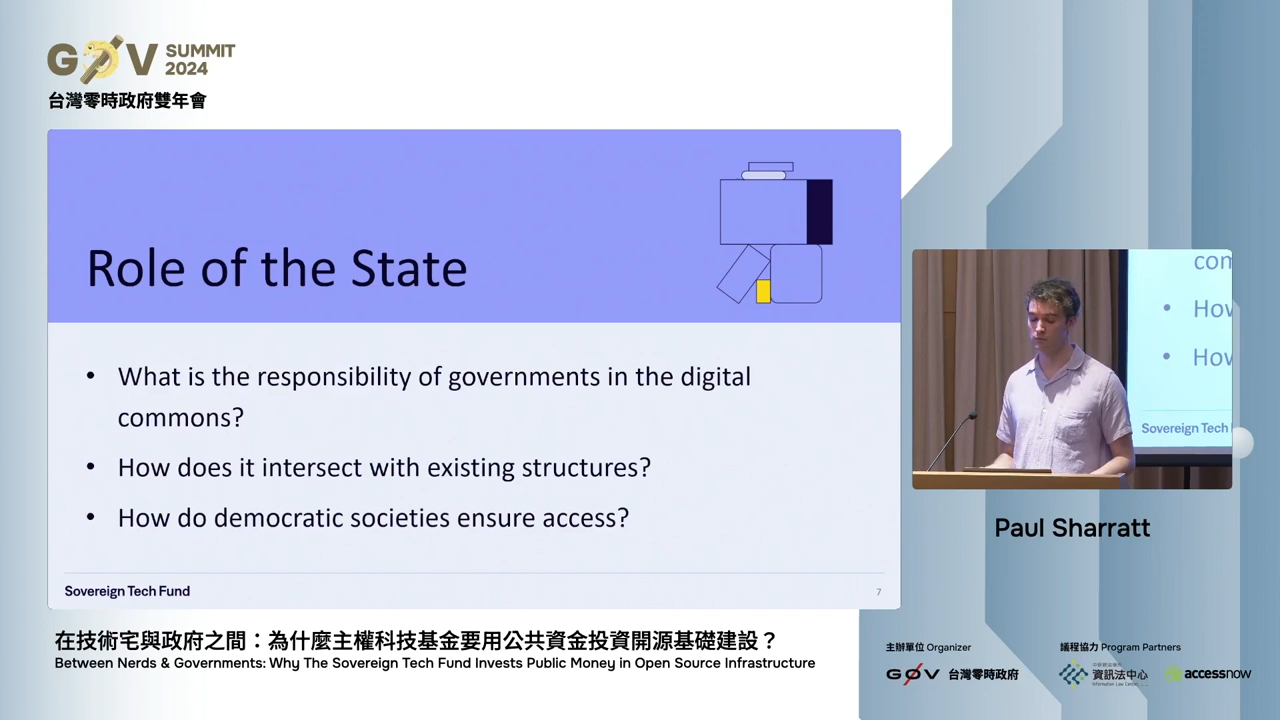 G0V SUMMIT 2024
台灣零時政府雙年會
Role of the State
• What is the responsibility of governments in the digital
commons?
• How does it intersect with existing structures?
• How do democratic societies ensure access?
Sovereign Tech Fund
7
com
• How
• How
Sovereign Tech
Paul Sharratt
在技術宅與政府之間：為什麼主權科技基金要用公共資金投資開源基礎建設？
Between Nerds & Governments: Why The Sovereign Tech Fund Invests Public Money in Open Source Infrastructure
主辦單位 Organizer
G0V 台灣零時政府
議程協力 Program Partners
資訊法中心
Information Law Center
accessnow